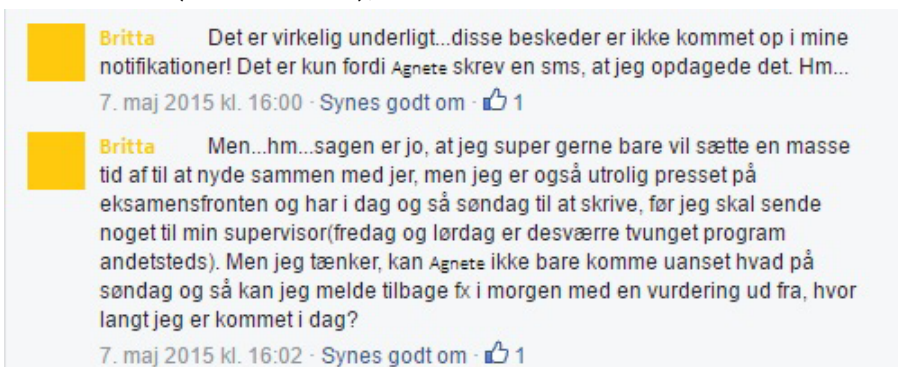 Britta Det er virkelig underligt...disse beskeder er ikke kommet op i mine
notifikationer! Det er kun fordi Agnete skrev en sms, at jeg opdagede det. Hm...
7. maj 2015 kl. 16:00 · Synes godt om · 1
Britta Men...hm...sagen er jo, at jeg super gerne bare vil sætte en masse
tid af til at nyde sammen med jer, men jeg er også utrolig presset på
eksamensfronten og har i dag og så søndag til at skrive, før jeg skal sende
noget til min supervisor(fredag og lørdag er desværre tvunget program
andetsteds). Men jeg tænker, kan Agnete ikke bare komme uanset hvad på
søndag og så kan jeg melde tilbage fx i morgen med en vurdering ud fra, hvor
langt jeg er kommet i dag?
7. maj 2015 kl. 16:02 · Synes godt om · 1